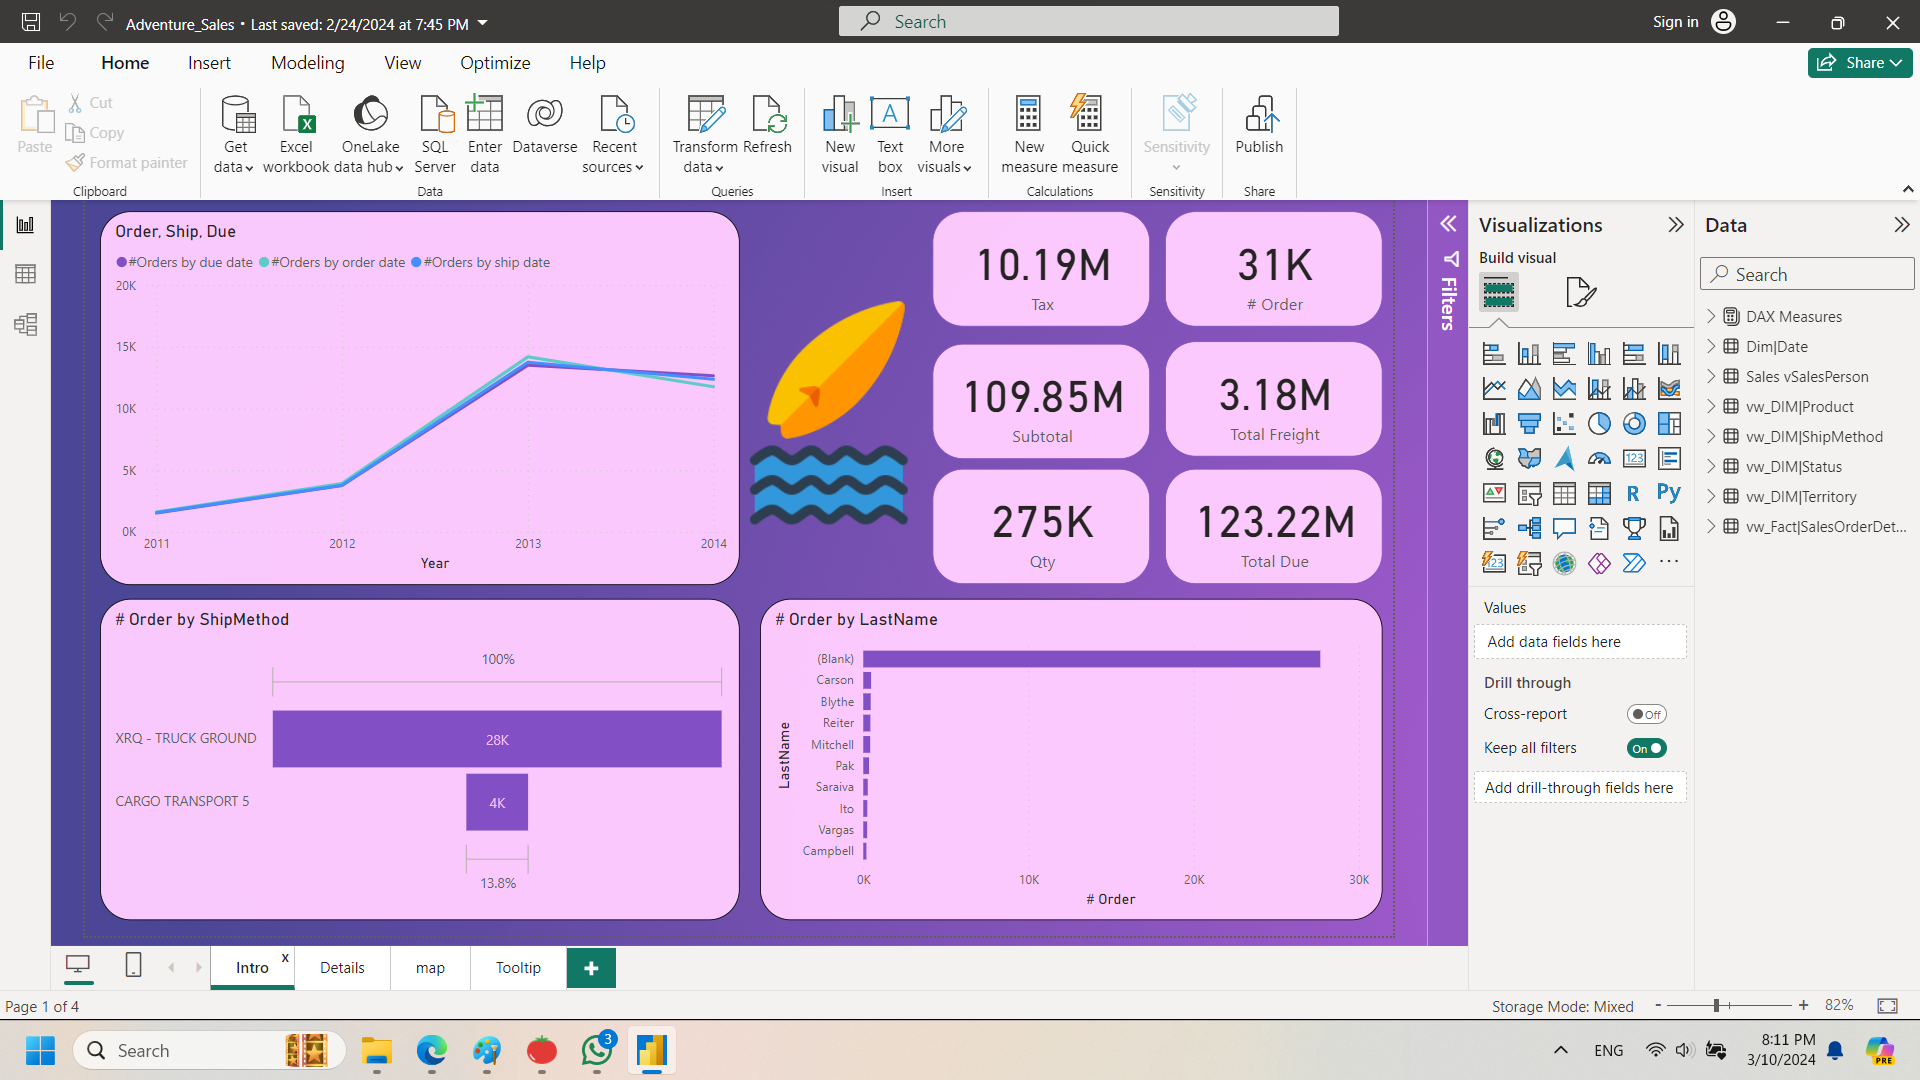 Adventure_Sales • Last saved: 2/24/2024 at 7:45 PM
Search
Sign in
File
Home
Insert
Modeling
View
Optimize
Help
Share
Paste
Cut
Copy
Format painter
Clipboard
Get data
Excel workbook
OneLake data hub
SQL Server
Enter data
Dataverse
Recent sources
Data
Transform data
Refresh
Queries
New visual
Text box
More visuals
Insert
New measure
Quick measure
Calculations
Sensitivity
Sensitivity
Publish
Share
Order, Ship, Due
#Orders by due date
#Orders by order date
#Orders by ship date
20K
15K
10K
5K
0K
2011
2012
2013
2014
Year
10.19M
Tax
31K
# Order
109.85M
Subtotal
3.18M
Total Freight
275K
Qty
123.22M
Total Due
# Order by ShipMethod
100%
XRQ - TRUCK GROUND
28K
CARGO TRANSPORT 5
4K
13.8%
# Order by LastName
LastName
(Blank)
Carson
Blythe
Reiter
Mitchell
Pak
Saraiva
Ito
Vargas
Campbell
0K
10K
20K
30K
# Order
Filters
Visualizations
Build visual
123
R
Py
123
Values
Add data fields here
Drill through
Cross-report
Off
Keep all filters
On
Add drill-through fields here
Data
Search
DAX Measures
Dim|Date
Sales vSalesPerson
vw_DIM|Product
vw_DIM|ShipMethod
vw_DIM|Status
vw_DIM|Territory
vw_Fact|SalesOrderDet...
Intro
x
Details
map
Tooltip
+
Page 1 of 4
Storage Mode: Mixed
- + 82%
Search
3
ENG
8:11 PM
3/10/2024
PRE